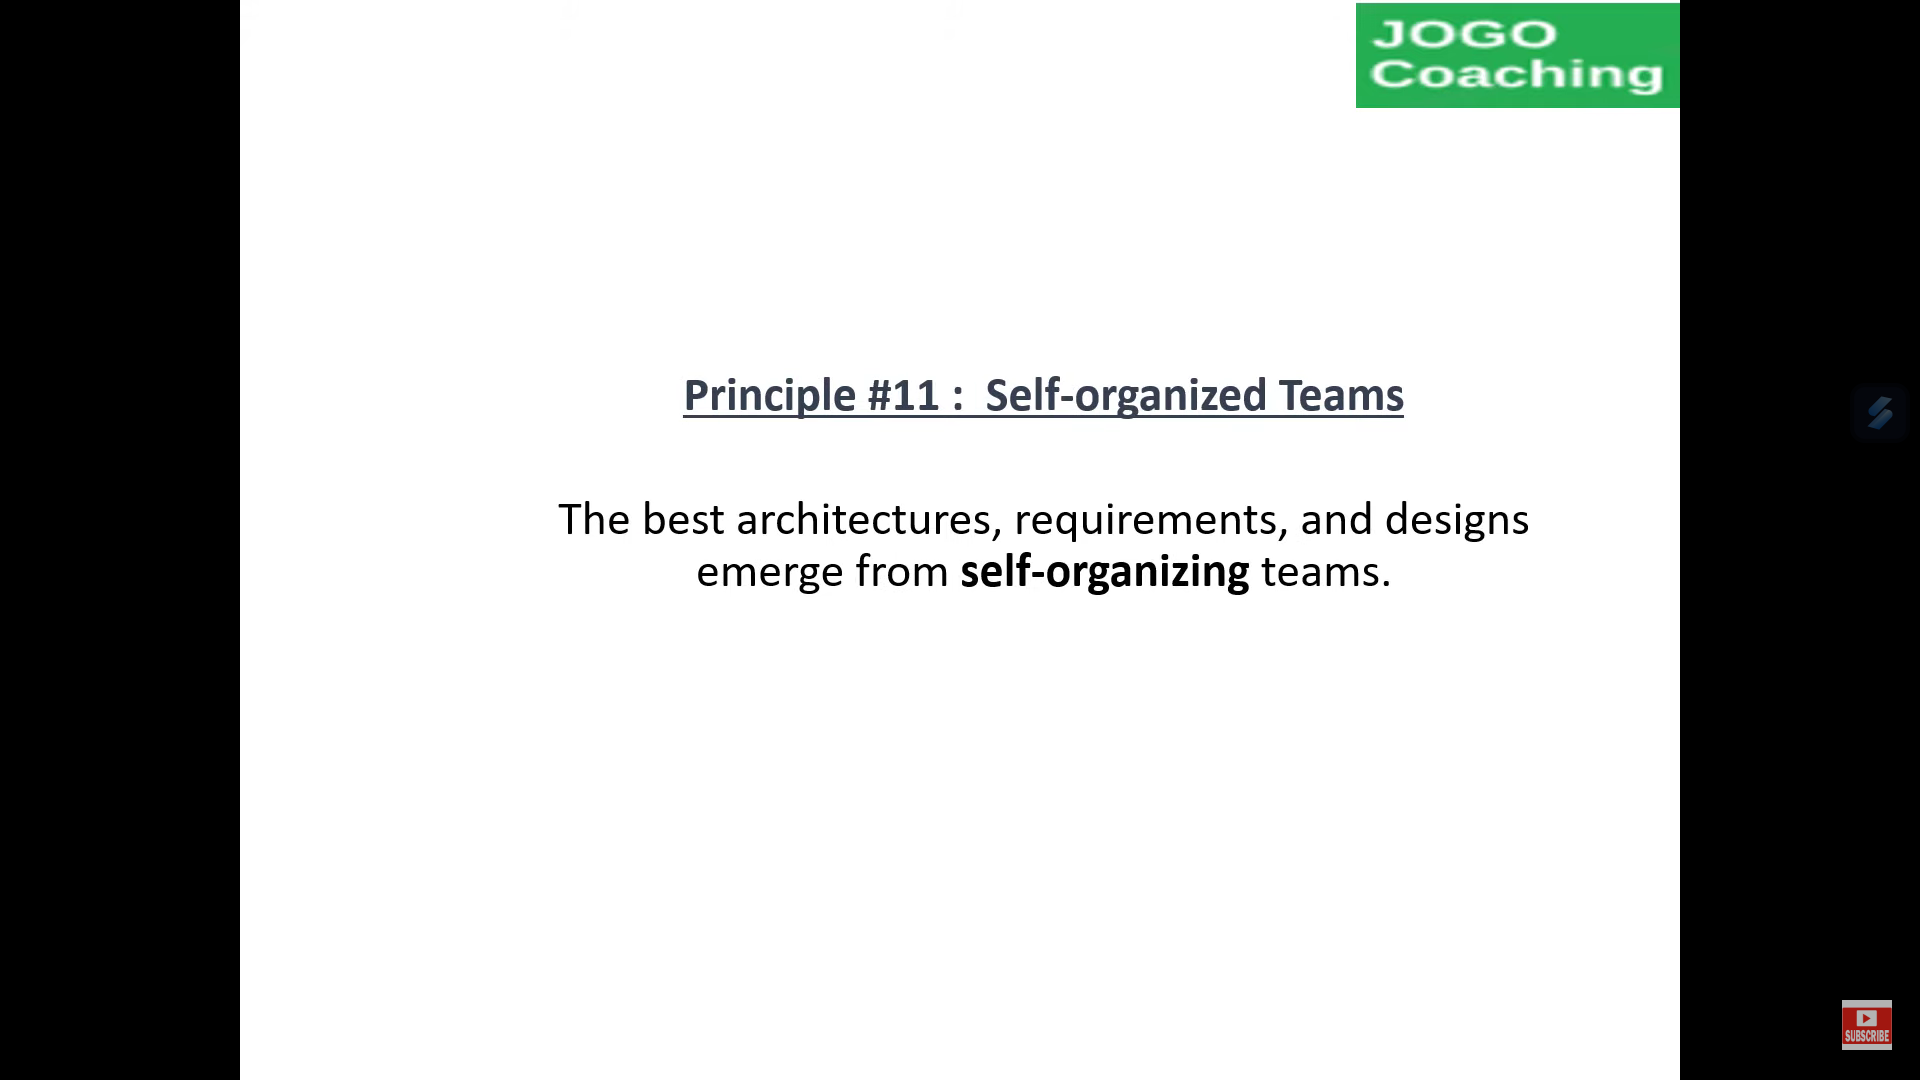 JOGO
Coaching
Principle #11 :  Self-organized Teams
The best architectures, requirements, and designs
emerge from self-organizing teams.
SUBSCRIBE